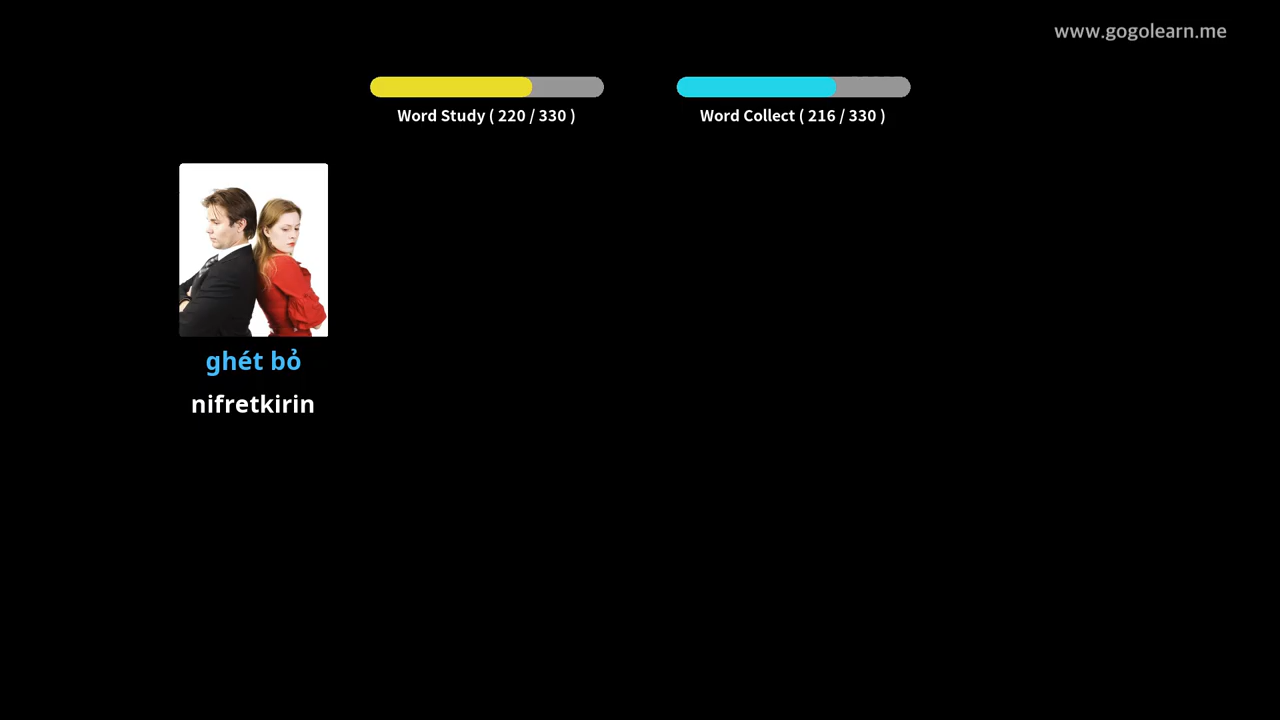 www.gogolearn.me
Word Study ( 220 / 330 )
Word Collect ( 216 / 330 )
ghét bỏ
nifretkirin